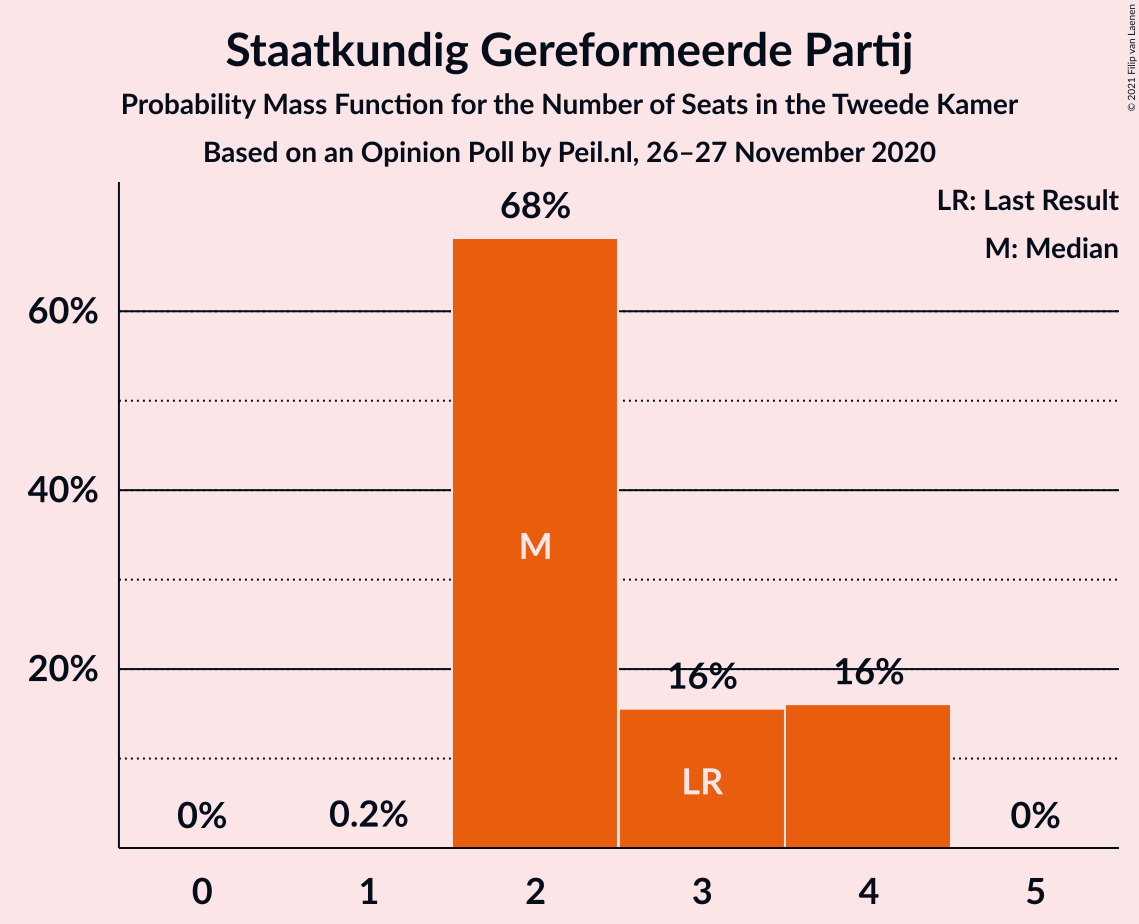 Staatkundig Gereformeerde Partij
Probability Mass Function for the Number of Seats in the Tweede Kamer
Based on an Opinion Poll by Peil.nl, 26–27 November 2020
© 2021 Filip van Laenen
LR: Last Result
M: Median
68%
60%
40%
M
20%
16%
16%
LR
0%
0.2%
0%
0
1
2
3
4
5